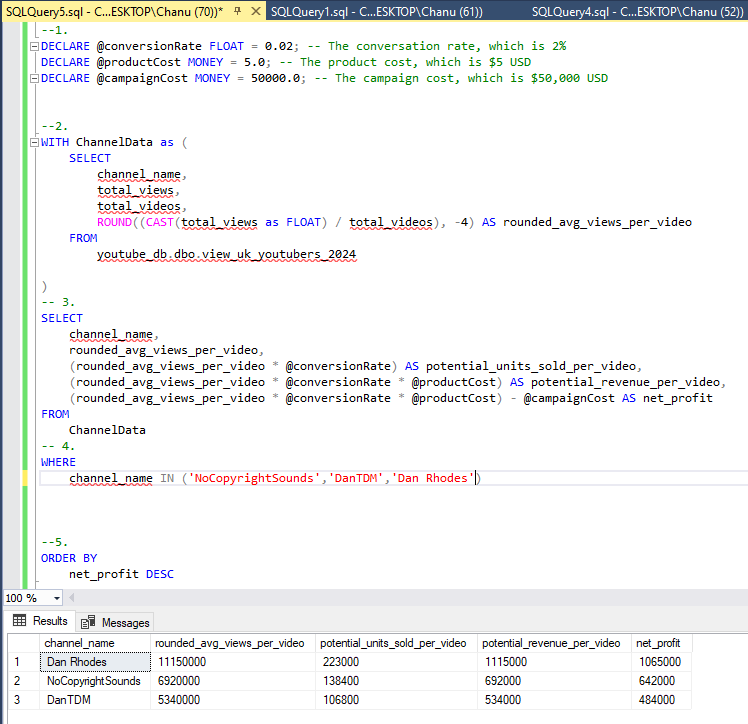 SQLQuery5.sql - C...ESKTOP\Chanu (70))* SQLQuery1.sql - C...ESKTOP\Chanu (61)) SQLQuery4.sql - C...ESKTOP\Chanu (52))
--1.
DECLARE @conversionRate FLOAT = 0.02; -- The conversation rate, which is 2%
DECLARE @productCost MONEY = 5.0; -- The product cost, which is $5 USD
DECLARE @campaignCost MONEY = 50000.0; -- The campaign cost, which is $50,000 USD
--2.
WITH ChannelData as (
SELECT
channel_name,
total_views,
total_videos,
ROUND((CAST(total_views as FLOAT) / total_videos), -4) AS rounded_avg_views_per_video
FROM
youtube_db.dbo.view_uk_youtubers_2024
)
-- 3.
SELECT
channel_name,
rounded_avg_views_per_video,
(rounded_avg_views_per_video * @conversionRate) AS potential_units_sold_per_video,
(rounded_avg_views_per_video * @conversionRate * @productCost) AS potential_revenue_per_video,
(rounded_avg_views_per_video * @conversionRate * @productCost) - @campaignCost AS net_profit
FROM
ChannelData
-- 4.
WHERE
channel_name IN ('NoCopyrightSounds','DanTDM','Dan Rhodes')
--5.
ORDER BY
net_profit DESC
100 %
Results Messages
channel_name rounded_avg_views_per_video potential_units_sold_per_video potential_revenue_per_video net_profit
1 Dan Rhodes 11150000 223000 1115000 1065000
2 NoCopyrightSounds 6920000 138400 692000 642000
3 DanTDM 5340000 106800 534000 484000